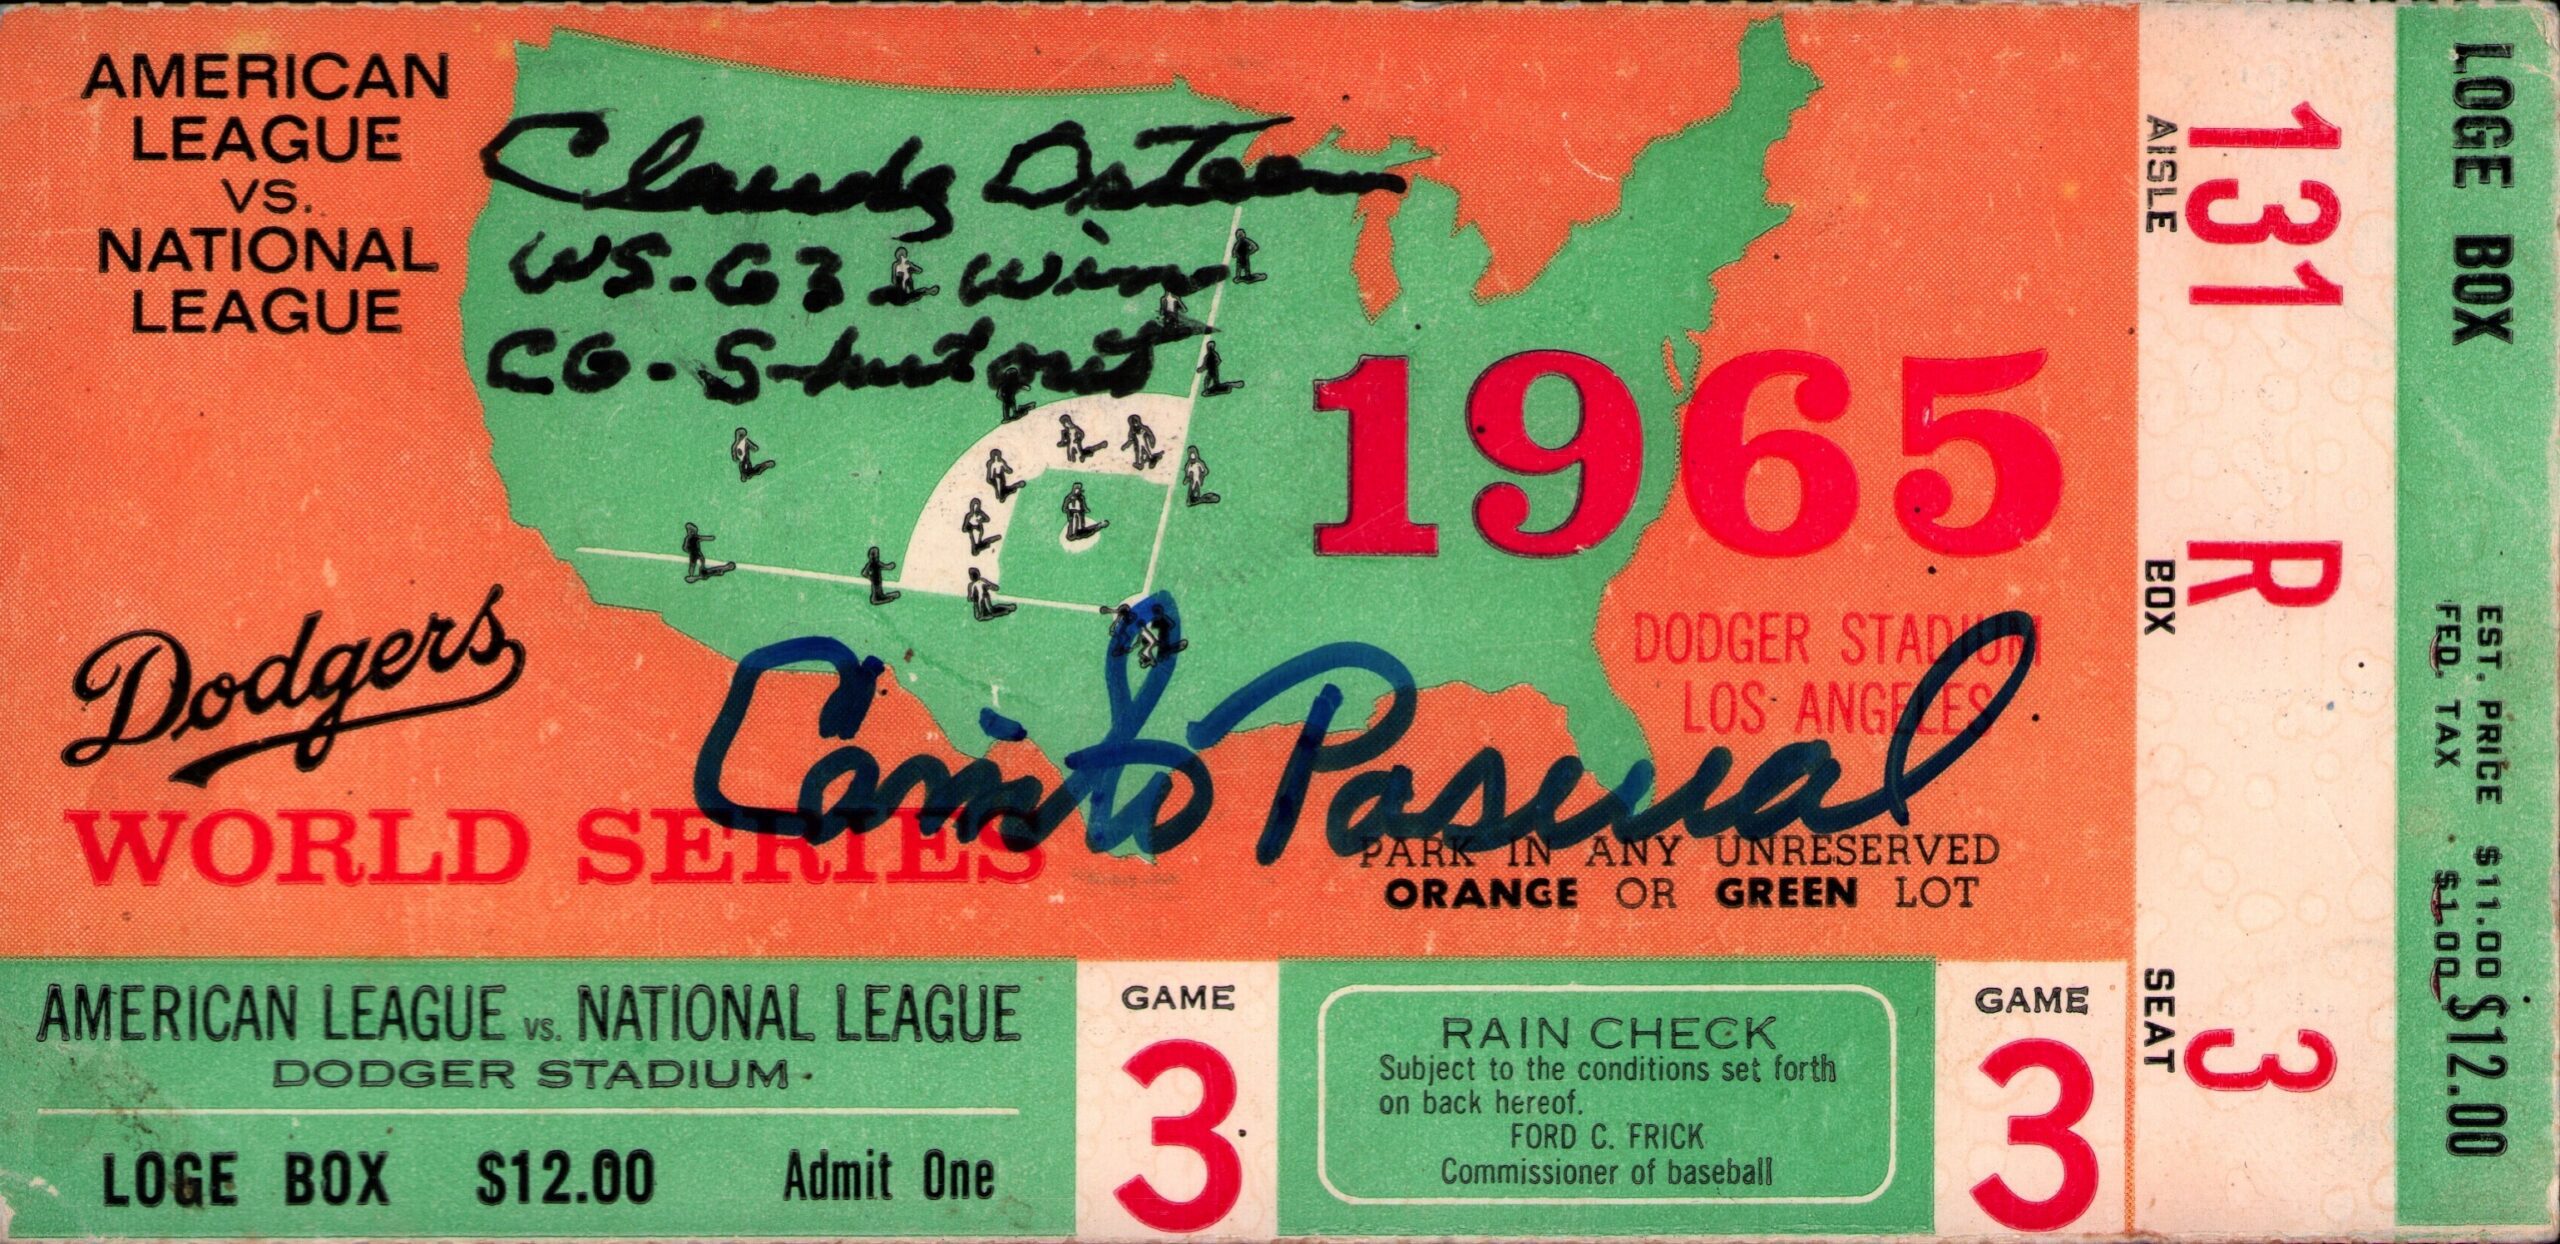 AMERICAN
LEAGUE
VS.
NATIONAL
LEAGUE
Claude Osteen
WS-G3 Win
CG-Shutout
1965
DODGER STADIUM
LOS ANGELES
Dodgers
WORLD SERIES
Camilo Pascual
PARK IN ANY UNRESERVED
ORANGE OR GREEN LOT
AMERICAN LEAGUE vs. NATIONAL LEAGUE
DODGER STADIUM
LOGE BOX $12.00 Admit One
GAME
3
RAIN CHECK
Subject to the conditions set forth
on back hereof.
FORD C. FRICK
Commissioner of baseball
GAME
3
AISLE 131
BOX R
SEAT 3
LOGE BOX
EST. PRICE $11.00
FED. TAX $1.00
$12.00